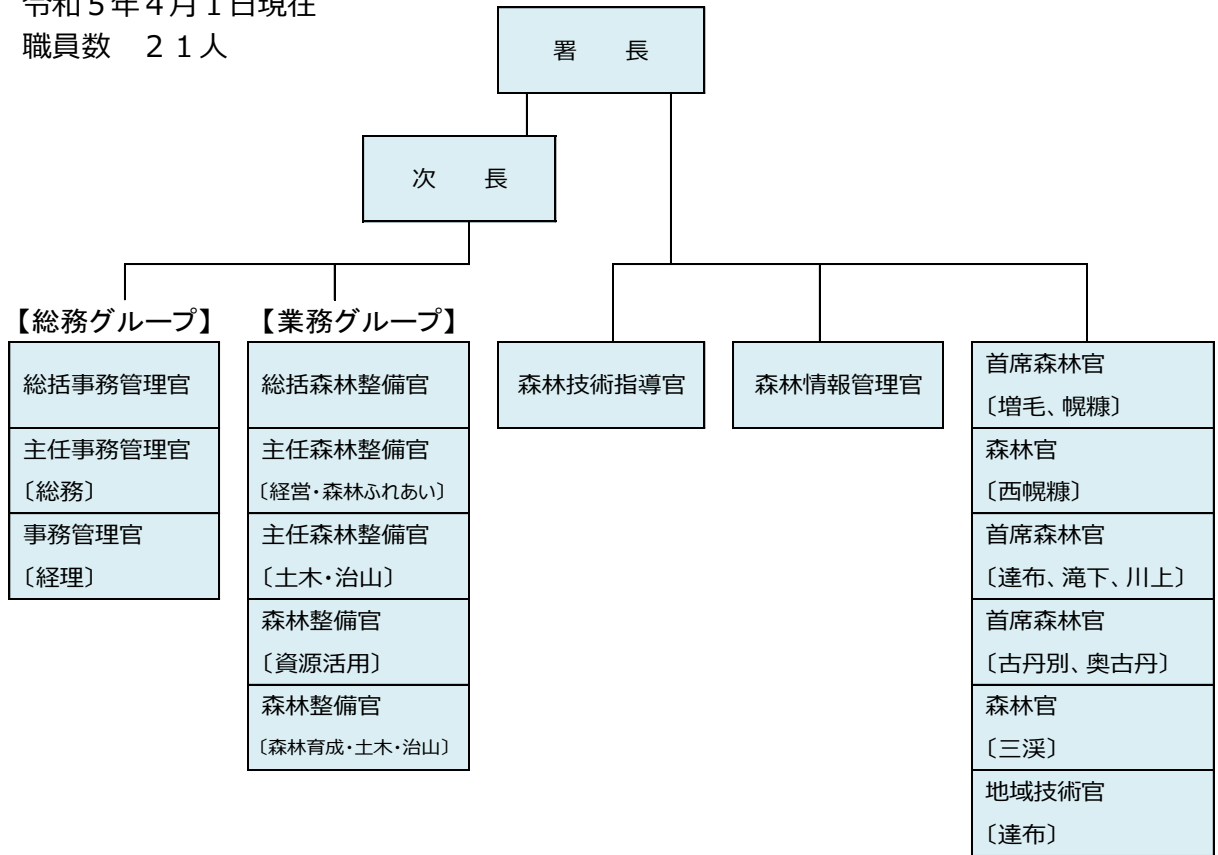 令和５年４月１日現在
職員数　２１人
署　長
次　長
【総務グループ】
【業務グループ】
総括事務管理官
主任事務管理官
〔総務〕
事務管理官
〔経理〕
総括森林整備官
主任森林整備官
〔経営・森林ふれあい〕
主任森林整備官
〔土木・治山〕
森林整備官
〔資源活用〕
森林整備官
〔森林育成・土木・治山〕
森林技術指導官
森林情報管理官
首席森林官
〔増毛、幌糠〕
森林官
〔西幌糠〕
首席森林官
〔達布、滝下、川上〕
首席森林官
〔古丹別、奥古丹〕
森林官
〔三渓〕
地域技術官
〔達布〕